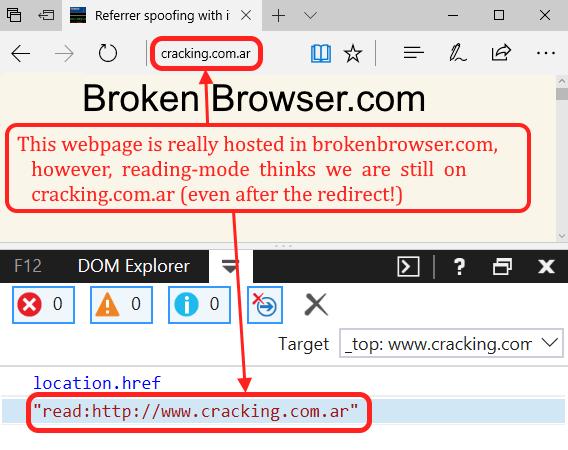 Referrer spoofing with i
cracking.com.ar
Broken Browser.com
This webpage is really hosted in brokenbrowser.com,
however, reading-mode thinks we are still on
cracking.com.ar (even after the redirect!)
F12 DOM Explorer ?
0 0 0
Target _top: www.cracking.com
location.href
"read:http://www.cracking.com.ar"